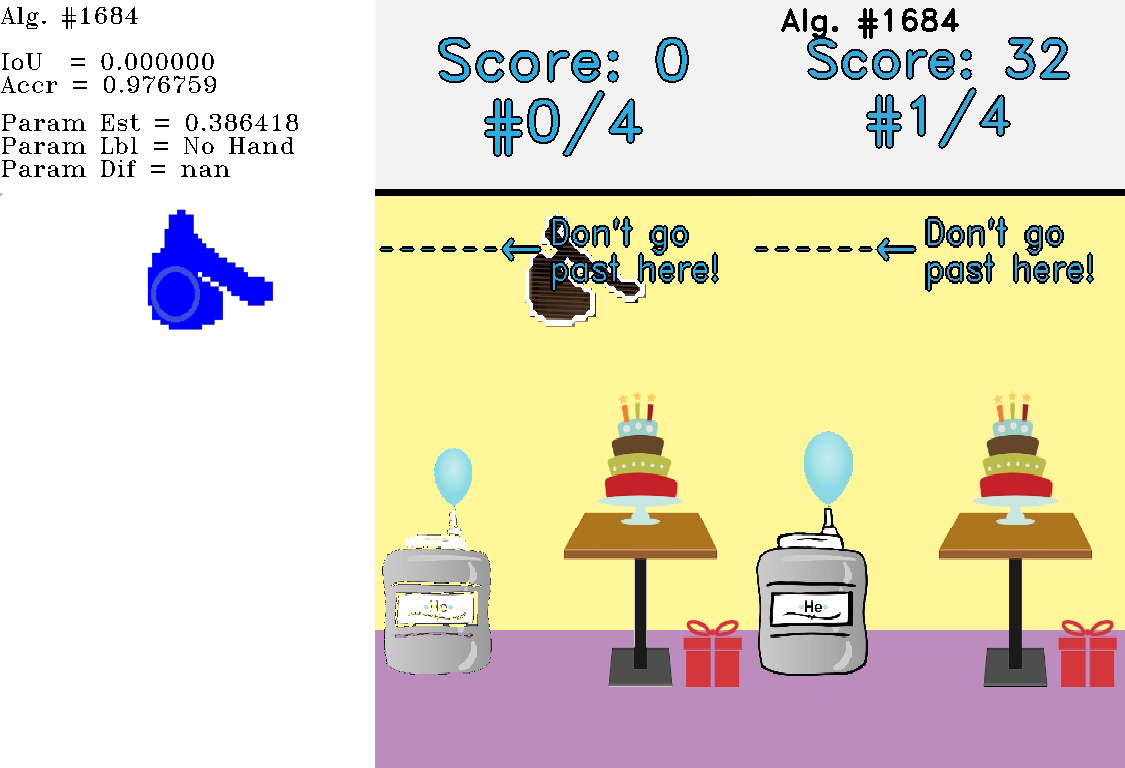 Alg. #1684
IoU = 0.000000
Accr = 0.976759
Param Est = 0.386418
Param Lbl = No Hand
Param Dif = nan
Score: 0
#0/4
Don't go
past here!
He
Alg. #1684
Score: 32
#1/4
Don't go
past here!
He